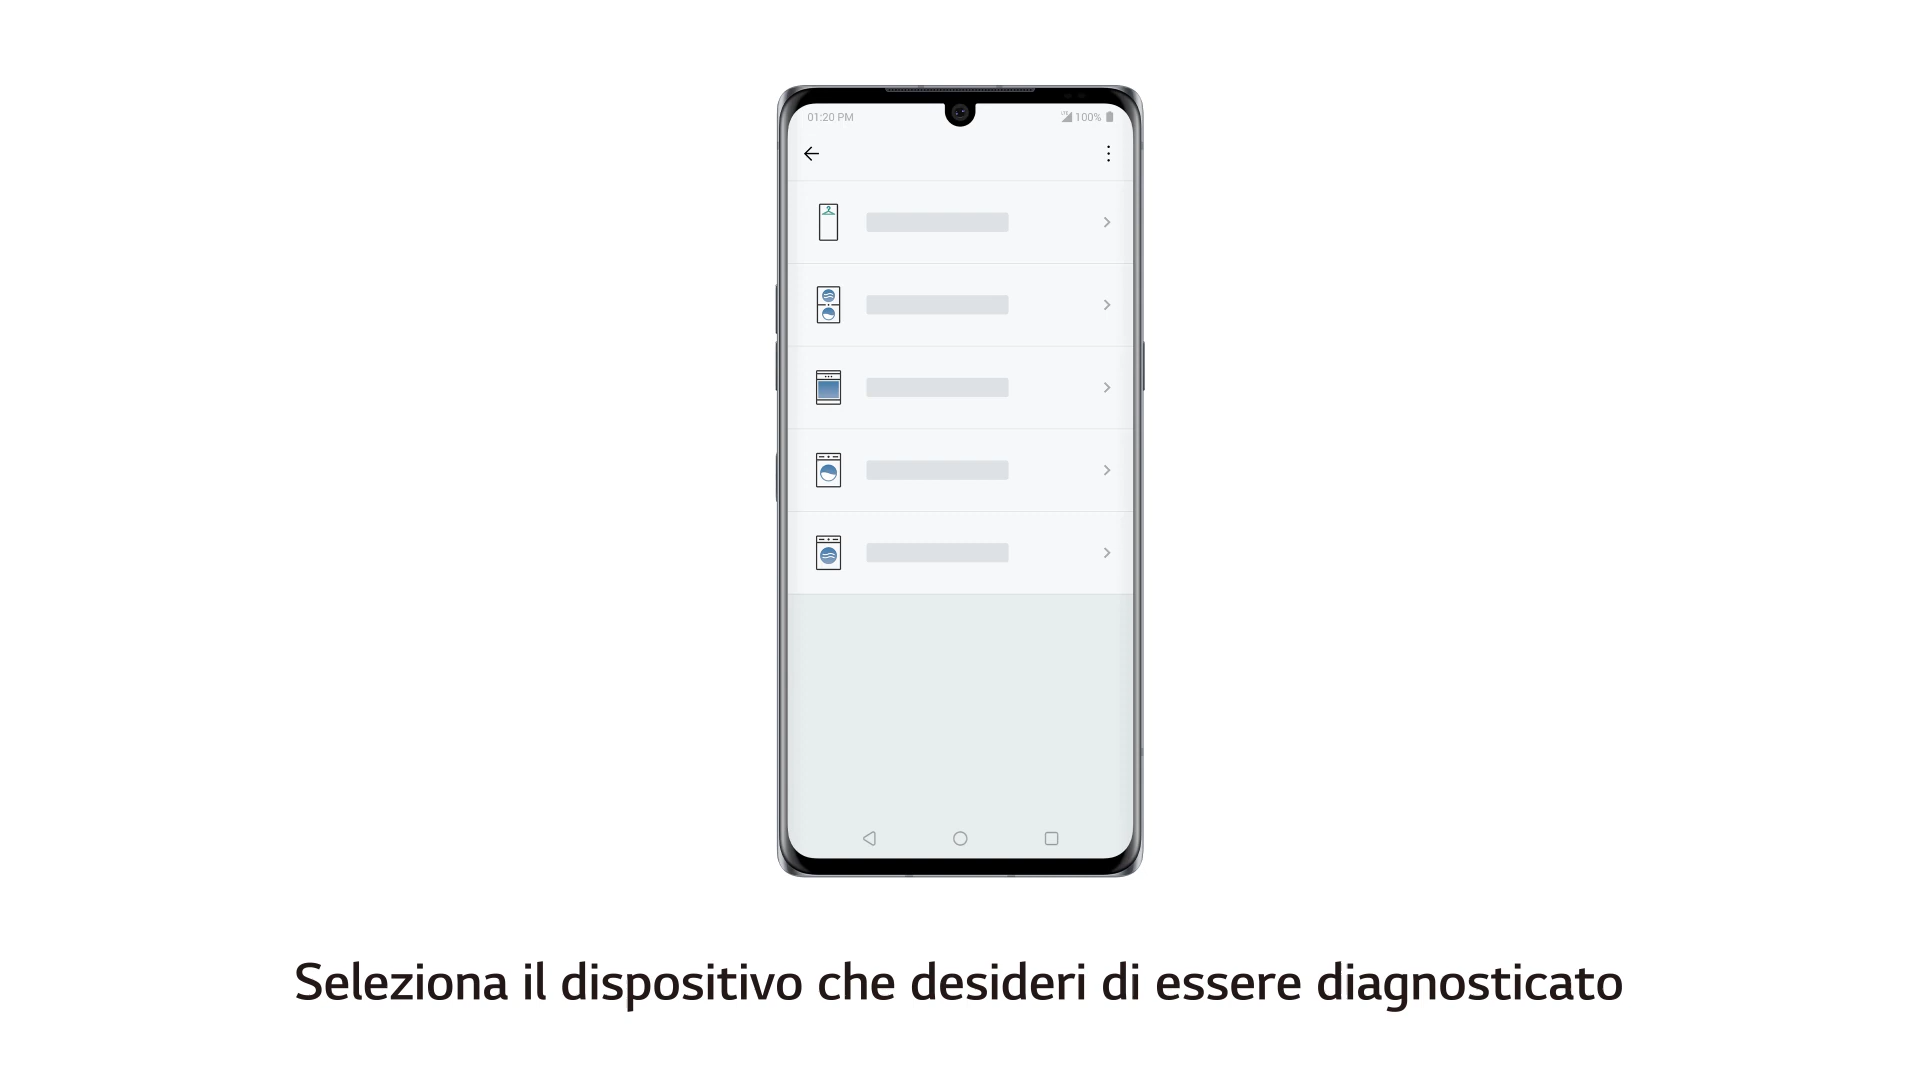 01:20 PM
100%
Seleziona il dispositivo che desideri di essere diagnosticato